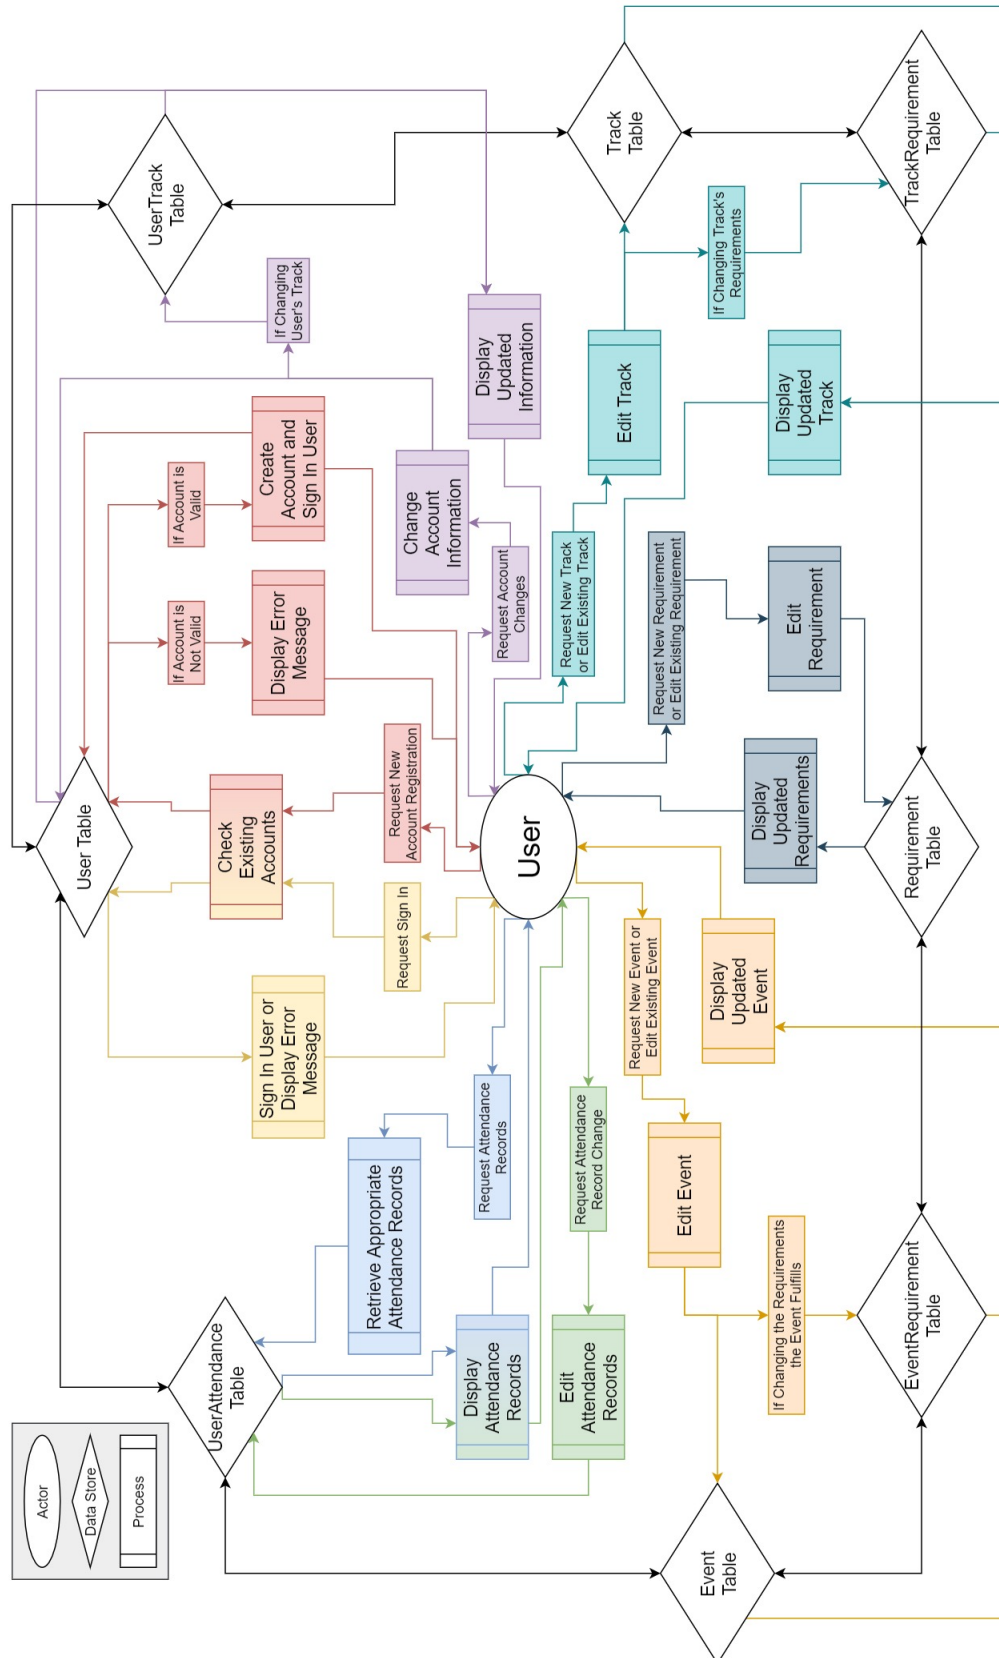 Actor
Data Store
Process
UserAttendance
Table
User Table
UserTrack
Table
Sign In User or
Display Error
Message
Check
Existing
Accounts
If Account is
Not Valid
Display Error
Message
If Account is
Valid
Create
Account and
Sign In User
If Changing
User's Track
Retrieve Appropriate
Attendance Records
Request Sign In
Request New
Account Registration
Change
Account
Information
Display
Attendance
Records
Request Attendance
Records
User
Request Account
Changes
Display
Updated
Information
Edit
Attendance
Records
Request Attendance
Record Change
Request New Track
or Edit Existing Track
Edit Track
Track
Table
Event
Table
Edit Event
Request New Event or
Edit Existing Event
Request New Requirement
or Edit Existing Requirement
If Changing Track's
Requirements
If Changing the Requirements
the Event Fulfills
Display
Updated
Event
Display
Updated
Requirements
Edit
Requirement
Display
Updated
Track
EventRequirement
Table
Requirement
Table
TrackRequirement
Table